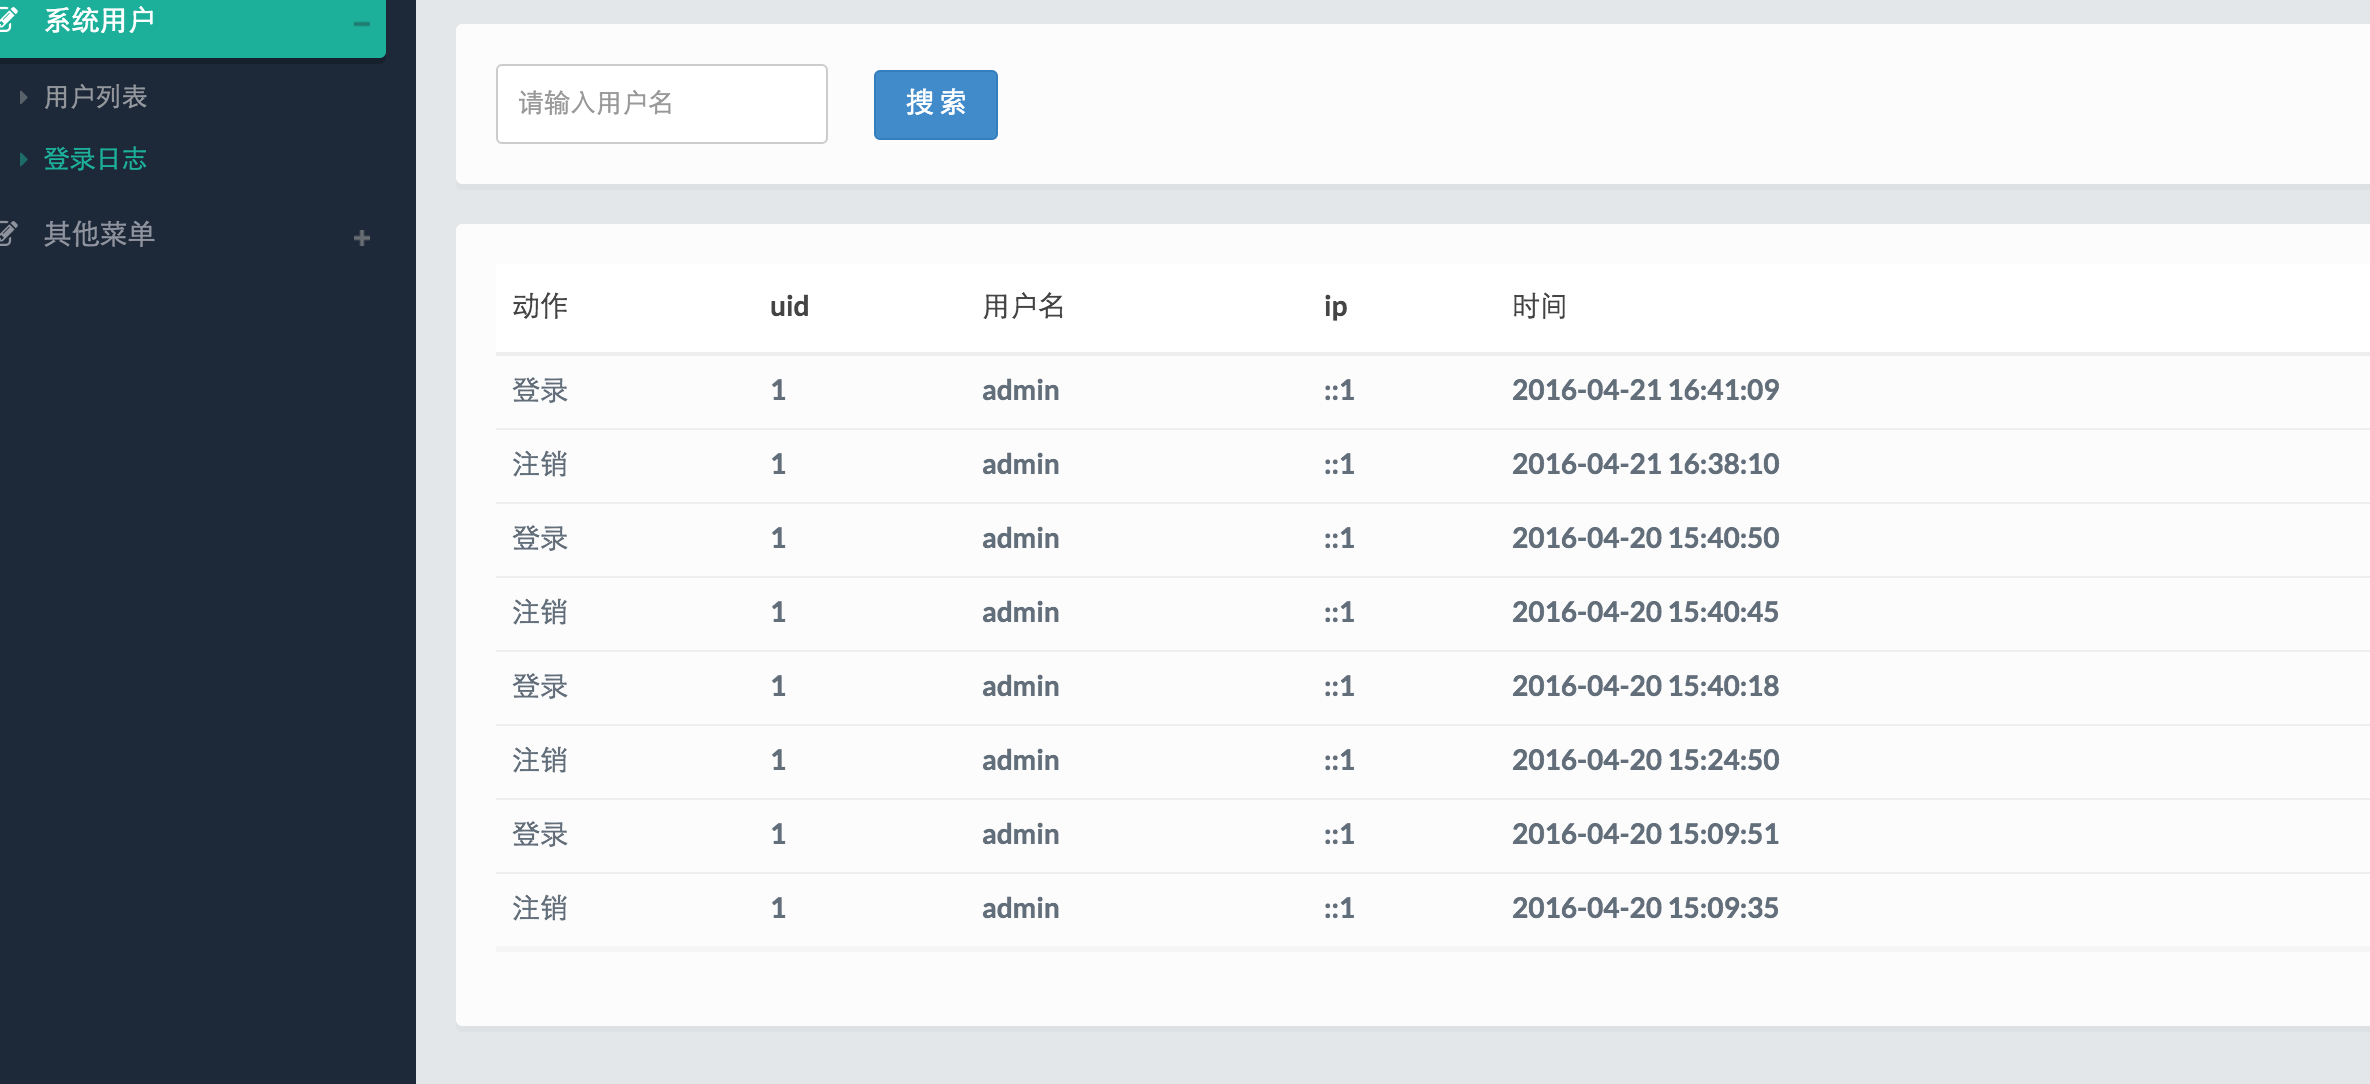 系统用户
用户列表
登录日志
其他菜单
请输入用户名 搜 索
动作 uid 用户名 ip 时间
登录 1 admin ::1 2016-04-21 16:41:09
注销 1 admin ::1 2016-04-21 16:38:10
登录 1 admin ::1 2016-04-20 15:40:50
注销 1 admin ::1 2016-04-20 15:40:45
登录 1 admin ::1 2016-04-20 15:40:18
注销 1 admin ::1 2016-04-20 15:24:50
登录 1 admin ::1 2016-04-20 15:09:51
注销 1 admin ::1 2016-04-20 15:09:35